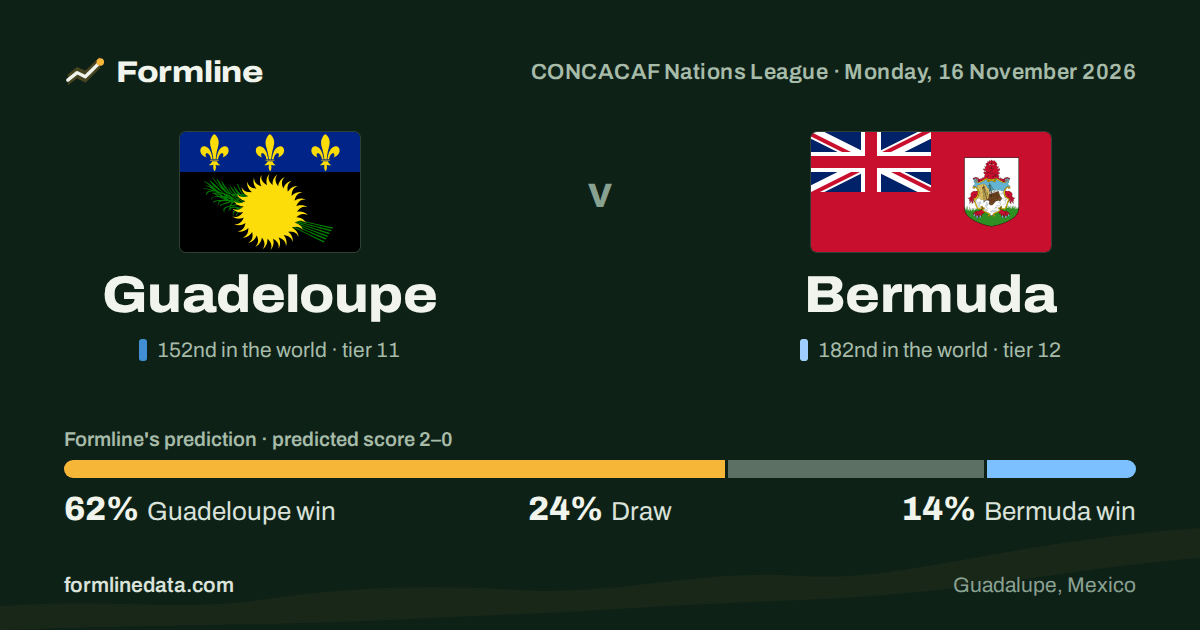 Formline
CONCACAF Nations League · Monday, 16 November 2026
v
Guadeloupe
Bermuda
152nd in the world · tier 11
182nd in the world · tier 12
Formline's prediction · predicted score 2–0
62% Guadeloupe win
24% Draw
14% Bermuda win
formlinedata.com
Guadalupe, Mexico